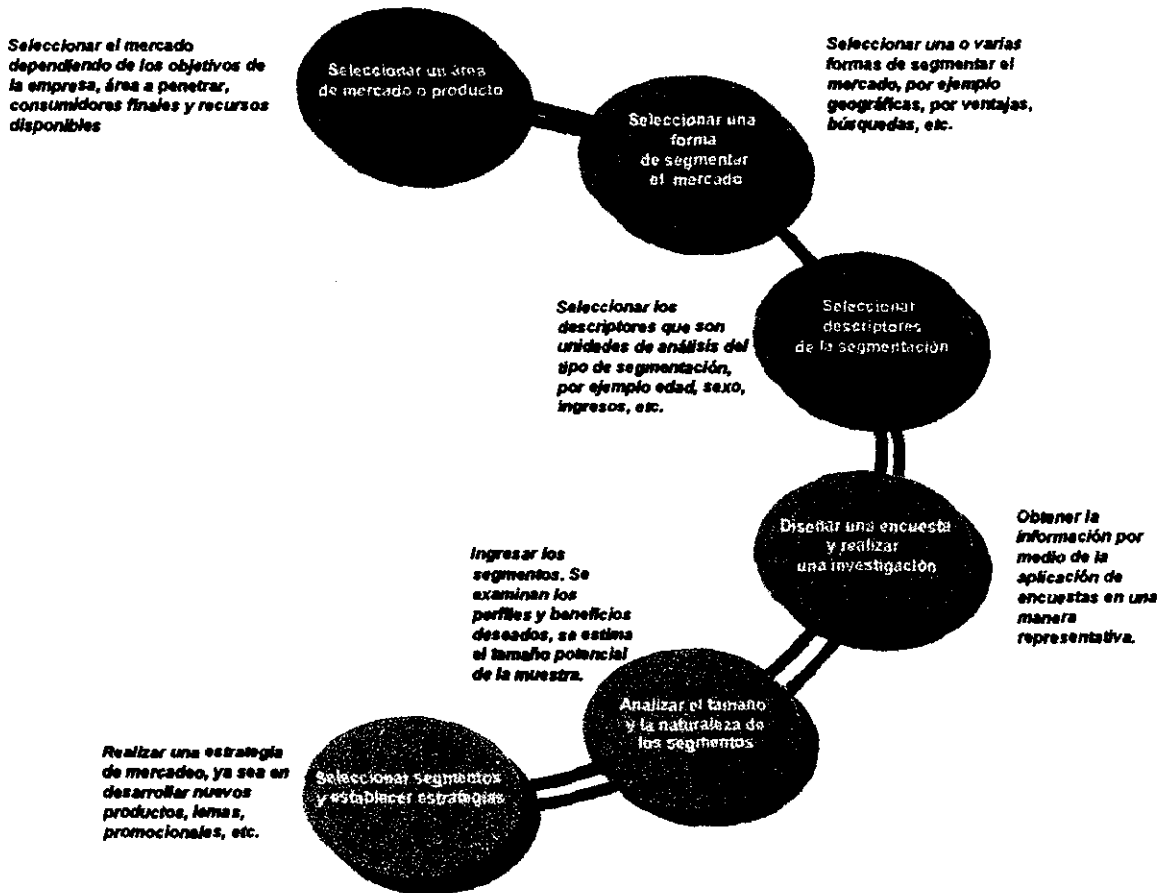 Seleccionar el mercado
dependiendo de los objetivos de
la empresa, área a penetrar,
consumidores finales y recursos
disponibles
Seleccionar un área
de mercado o producto
Seleccionar una
forma
de segmentar
el mercado
Seleccionar una o varias
formas de segmentar el
mercado, por ejemplo
geográficas, por ventajas,
búsquedas, etc.
Seleccionar los
descriptores que son
unidades de análisis del
tipo de segmentación,
por ejemplo edad, sexo,
ingresos, etc.
Seleccionar
descriptores
de la segmentación
Diseñar una encuesta
y realizar
una investigación
Obtener la
información por
medio de la
aplicación de
encuestas en una
manera
representativa.
Ingresar los
segmentos. Se
examinan los
perfiles y beneficios
deseados, se estima
el tamaño potencial
de la muestra.
Analizar el tamaño
y la naturaleza de
los segmentos
Realizar una estrategia
de mercadeo, ya sea en
desarrollar nuevos
productos, lemas,
promocionales, etc.
Seleccionar segmentos
y establecer estrategias